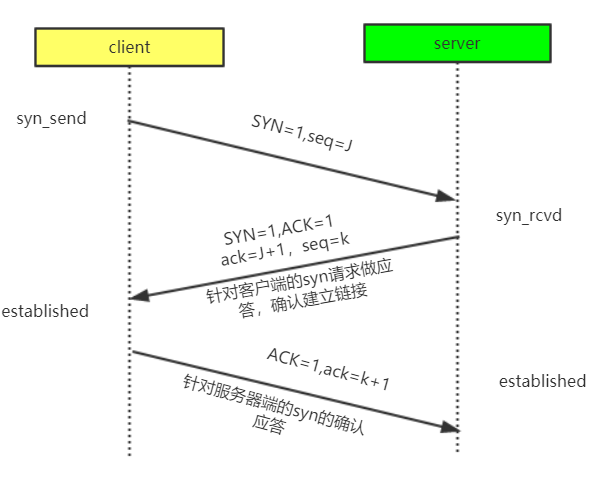 client
server
syn_send
SYN=1,seq=J
syn_rcvd
SYN=1,ACK=1
ack=J+1，seq=k
针对客户端的syn请求做应
答，确认建立链接
established
ACK=1,ack=k+1
针对服务器端的syn的确认
应答
established